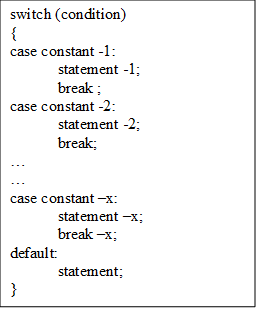 switch (condition)
{
case constant -1:
statement -1;
break ;
case constant -2:
statement -2;
break;
…
…
case constant –x:
statement –x;
break –x;
default:
statement;
}